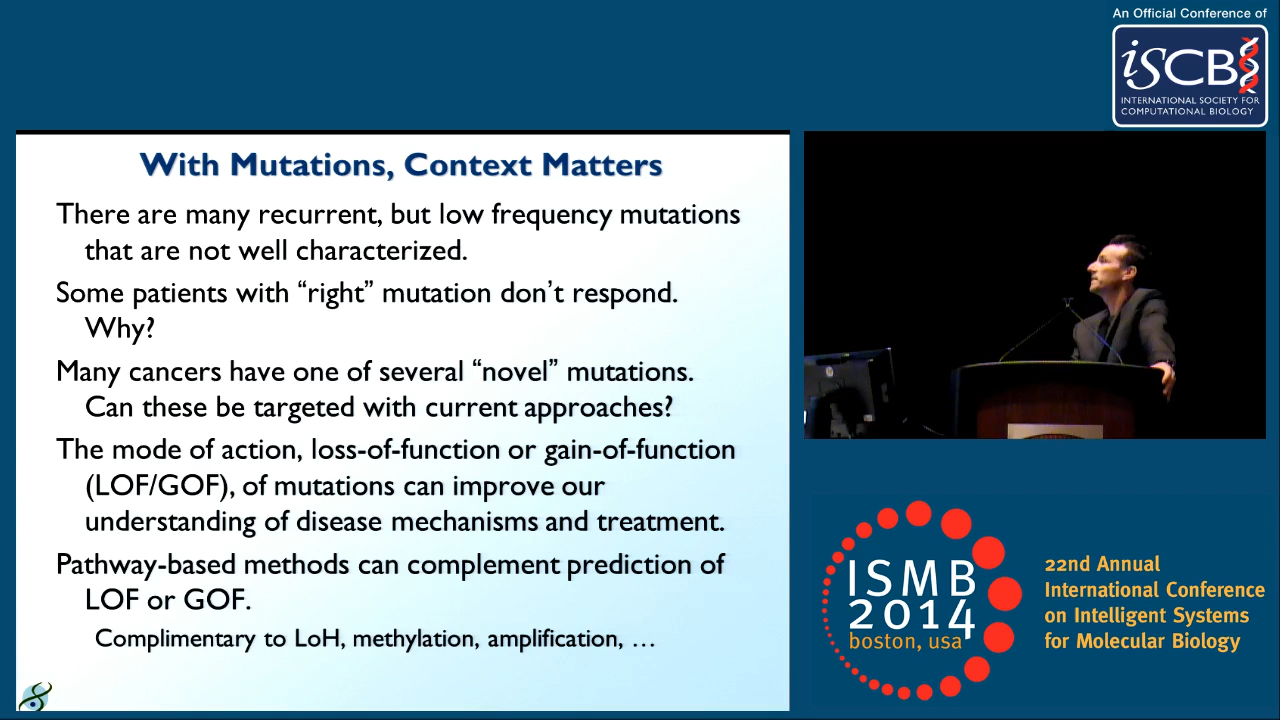 An Official Conference of
iSCB
INTERNATIONAL SOCIETY FOR
COMPUTATIONAL BIOLOGY
With Mutations, Context Matters
There are many recurrent, but low frequency mutations
that are not well characterized.
Some patients with “right” mutation don’t respond.
Why?
Many cancers have one of several “novel” mutations.
Can these be targeted with current approaches?
The mode of action, loss-of-function or gain-of-function
(LOF/GOF), of mutations can improve our
understanding of disease mechanisms and treatment.
Pathway-based methods can complement prediction of
LOF or GOF.
Complimentary to LoH, methylation, amplification, …
ISMB
2014
boston, usa
22nd Annual
International Conference
on Intelligent Systems
for Molecular Biology